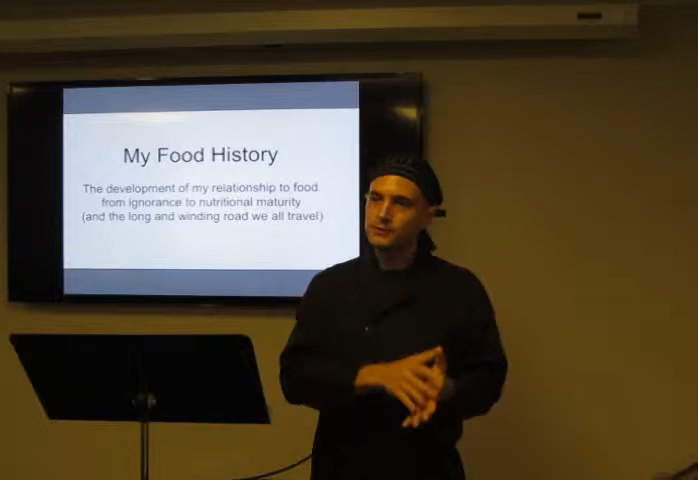 My Food History
The development of my relationship to food
from ignorance to nutritional maturity
(and the long and winding road we all travel)